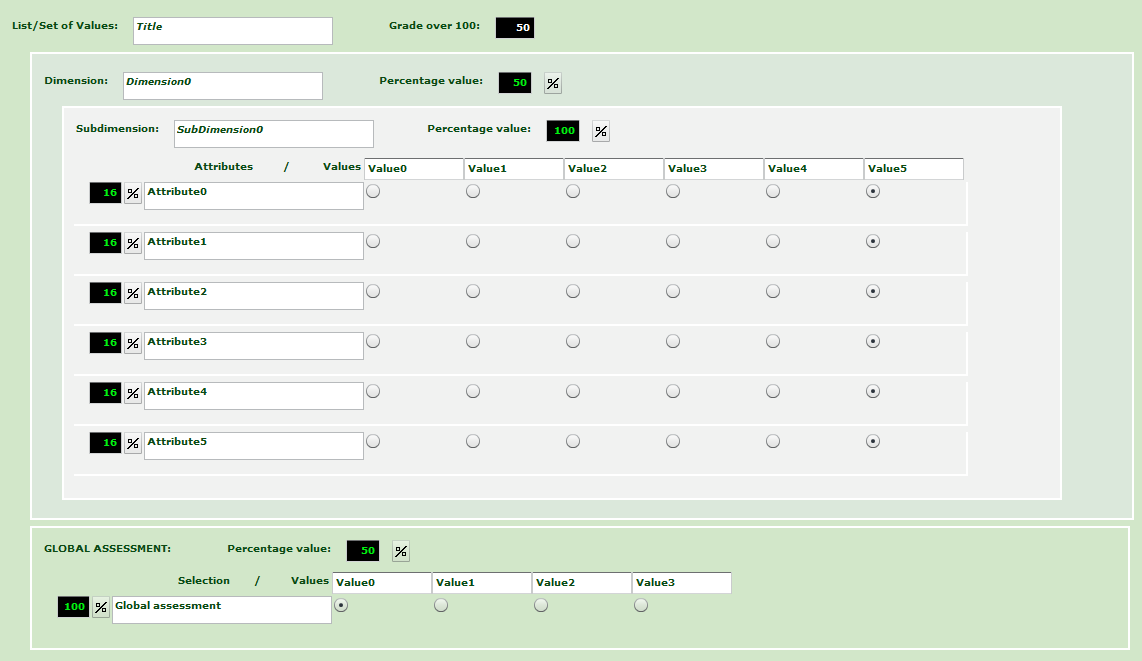 List/Set of Values: Title Grade over 100: 50
Dimension: Dimension0 Percentage value: 50 %
Subdimension: SubDimension0 Percentage value: 100 %
Attributes / Values Value0 Value1 Value2 Value3 Value4 Value5
16 % Attribute0
16 % Attribute1
16 % Attribute2
16 % Attribute3
16 % Attribute4
16 % Attribute5
GLOBAL ASSESSMENT: Percentage value: 50 %
Selection / Values Value0 Value1 Value2 Value3
100 % Global assessment